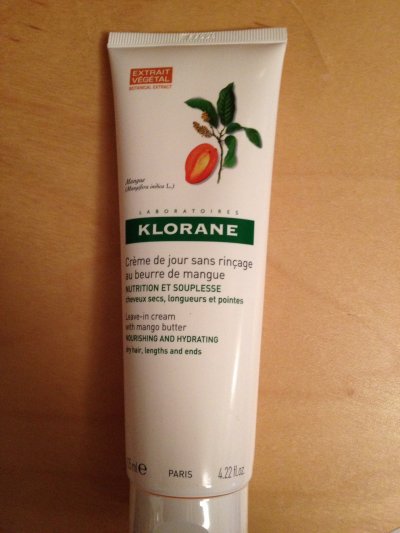 EXTRAIT
VÉGÉTAL
BOTANICAL EXTRACT
Mangue
(Mangifera indica L.)
LABORATOIRES
KLORANE
Crème de jour sans rinçage
au beurre de mangue
NUTRITION ET SOUPLESSE
cheveux secs, longueurs et pointes
Leave-in cream
with mango butter
NOURISHING AND HYDRATING
dry hair, lengths and ends
ml e PARIS 4.22 fl.oz.